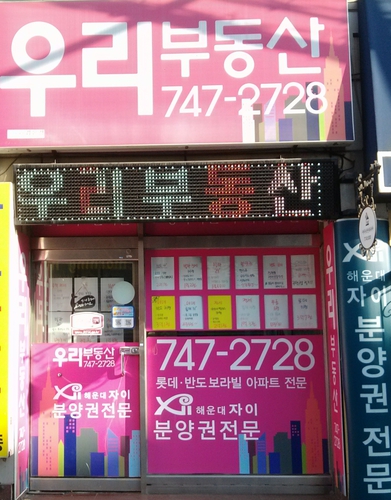 우리부동산
747-2728
우리부동산
우리부동산
747-2728
Xi 해운대 자이
분양권전문
747-2728
롯데·반도보라빌 아파트 전문
Xi 해운대 자이
분양권전문
우리부동산
Xi
해운대
자이
분양권전문